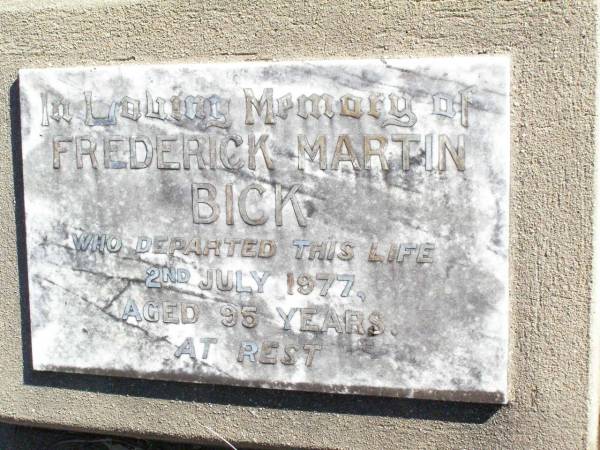 In Loving Memory of
FREDERICK MARTIN
BICK
WHO DEPARTED THIS LIFE
2ND JULY 1977,
AGED 95 YEARS.
AT REST